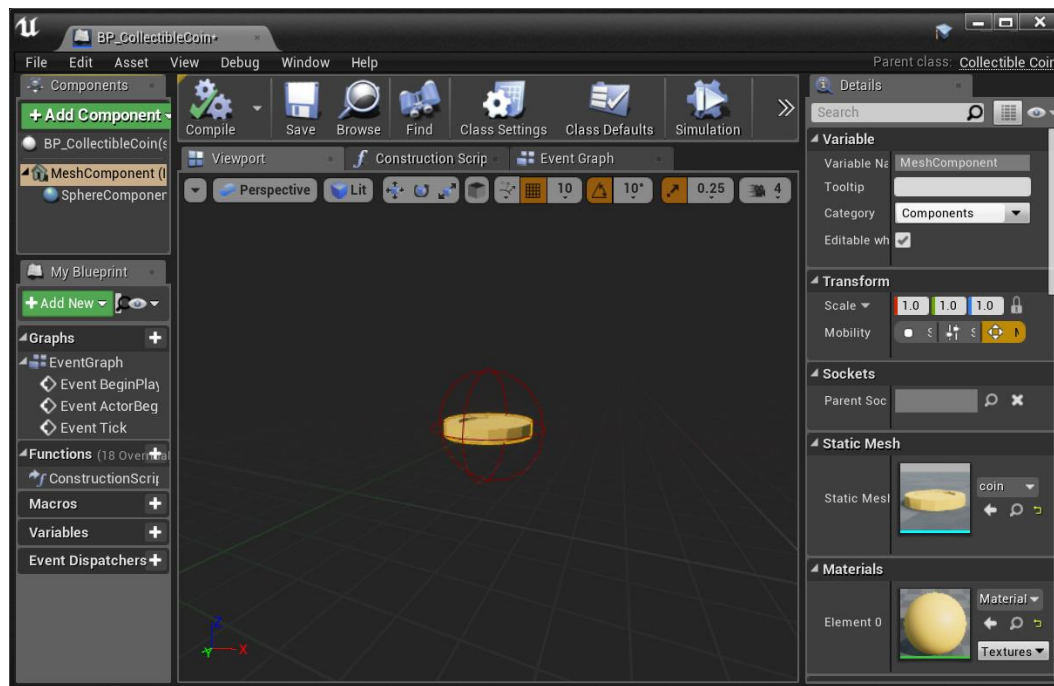 BP_CollectibleCoin*
File Edit Asset View Debug Window Help
Parent class: Collectible Coin
Components
+ Add Component
BP_CollectibleCoin(s
MeshComponent (I
SphereComponer
My Blueprint
+ Add New
Graphs
EventGraph
Event BeginPlay
Event ActorBeg
Event Tick
Functions (18 Overridal
ConstructionScrip
Macros
Variables
Event Dispatchers
Compile Save Browse Find Class Settings Class Defaults Simulation
Viewport Construction Scrip Event Graph
Perspective Lit 10 10° 0.25 4
Z
Y X
Details
Search
Variable
Variable Na MeshComponent
Tooltip
Category Components
Editable wh
Transform
Scale 1.0 1.0 1.0
Mobility S S M
Sockets
Parent Soc
Static Mesh
Static Mesh coin
Materials
Element 0 Material
Textures